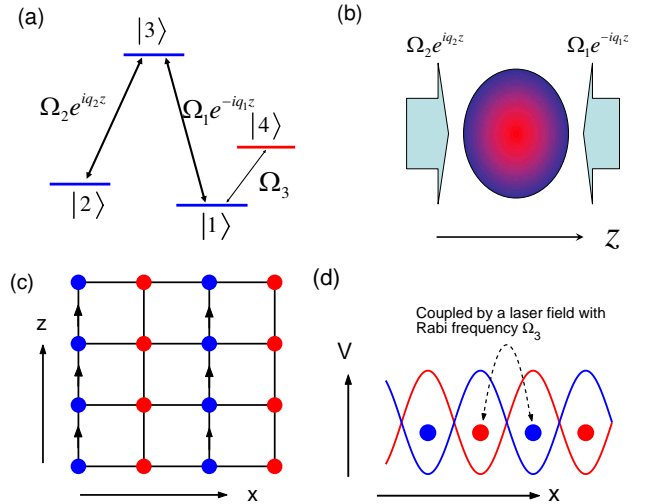 (a)
|3⟩
Ω₂e^{iq₂z}
Ω₁e^{-iq₁z}
|4⟩
|2⟩
|1⟩
Ω₃
(b)
Ω₂e^{iq₂z}
Ω₁e^{-iq₁z}
z
(c)
z
x
(d)
Coupled by a laser field with
Rabi frequency Ω₃
V
x